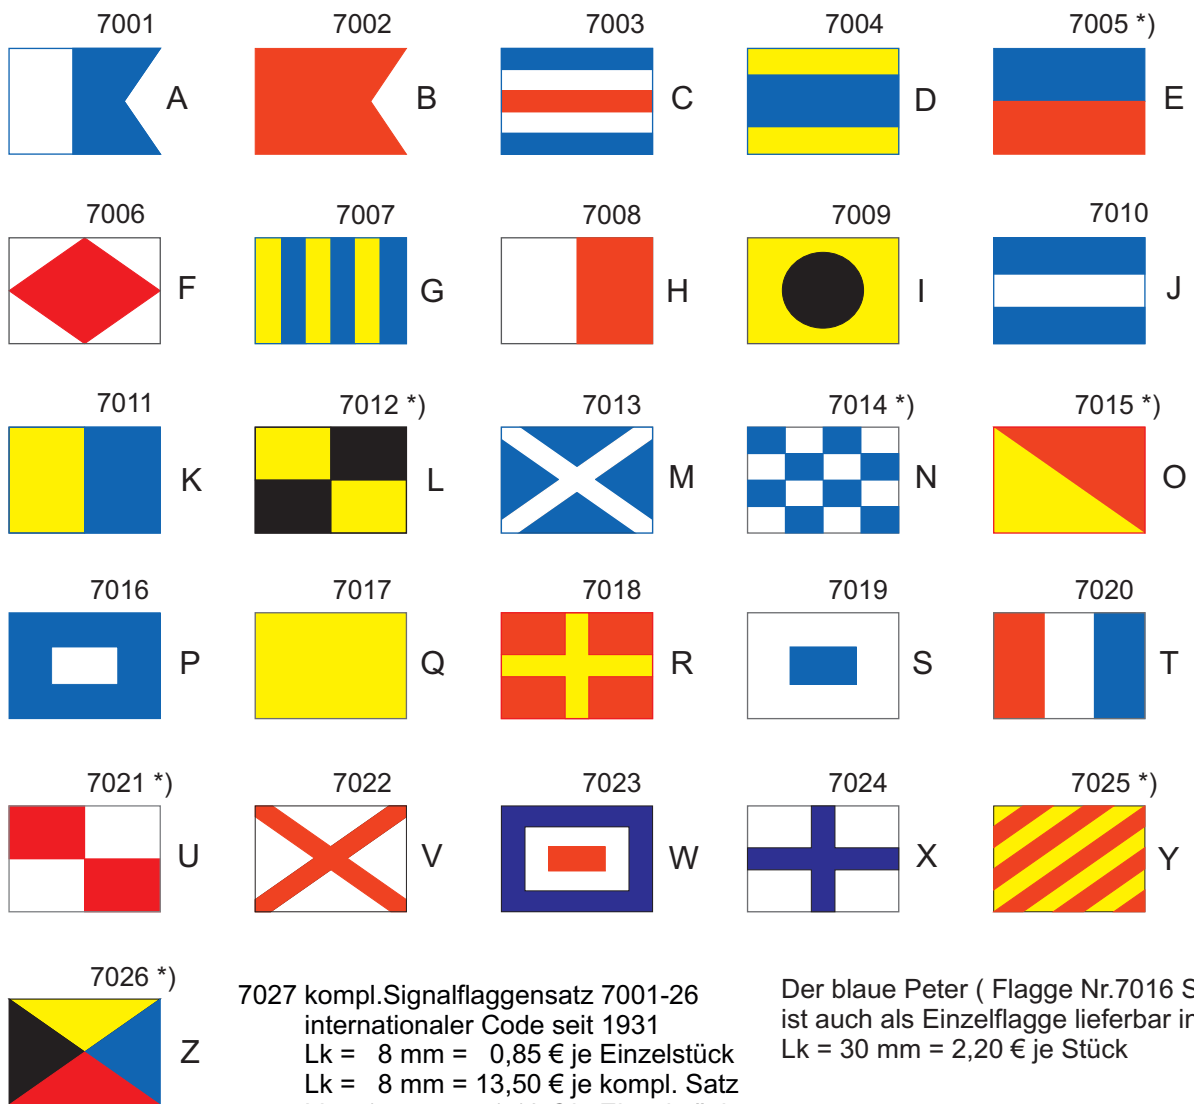 7001 7002 7003 7004 7005 *)
A B C D E
7006 7007 7008 7009 7010
F G H I J
7011 7012 *) 7013 7014 *) 7015 *)
K L M N O
7016 7017 7018 7019 7020
P Q R S T
7021 *) 7022 7023 7024 7025 *)
U V W X Y
7026 *)
Z
7027 kompl.Signalflaggensatz 7001-26
internationaler Code seit 1931
Lk = 8 mm = 0,85 € je Einzelstück
Lk = 8 mm = 13,50 € je kompl. Satz
Der blaue Peter ( Flagge Nr.7016 S
ist auch als Einzelflagge lieferbar in
Lk = 30 mm = 2,20 € je Stück